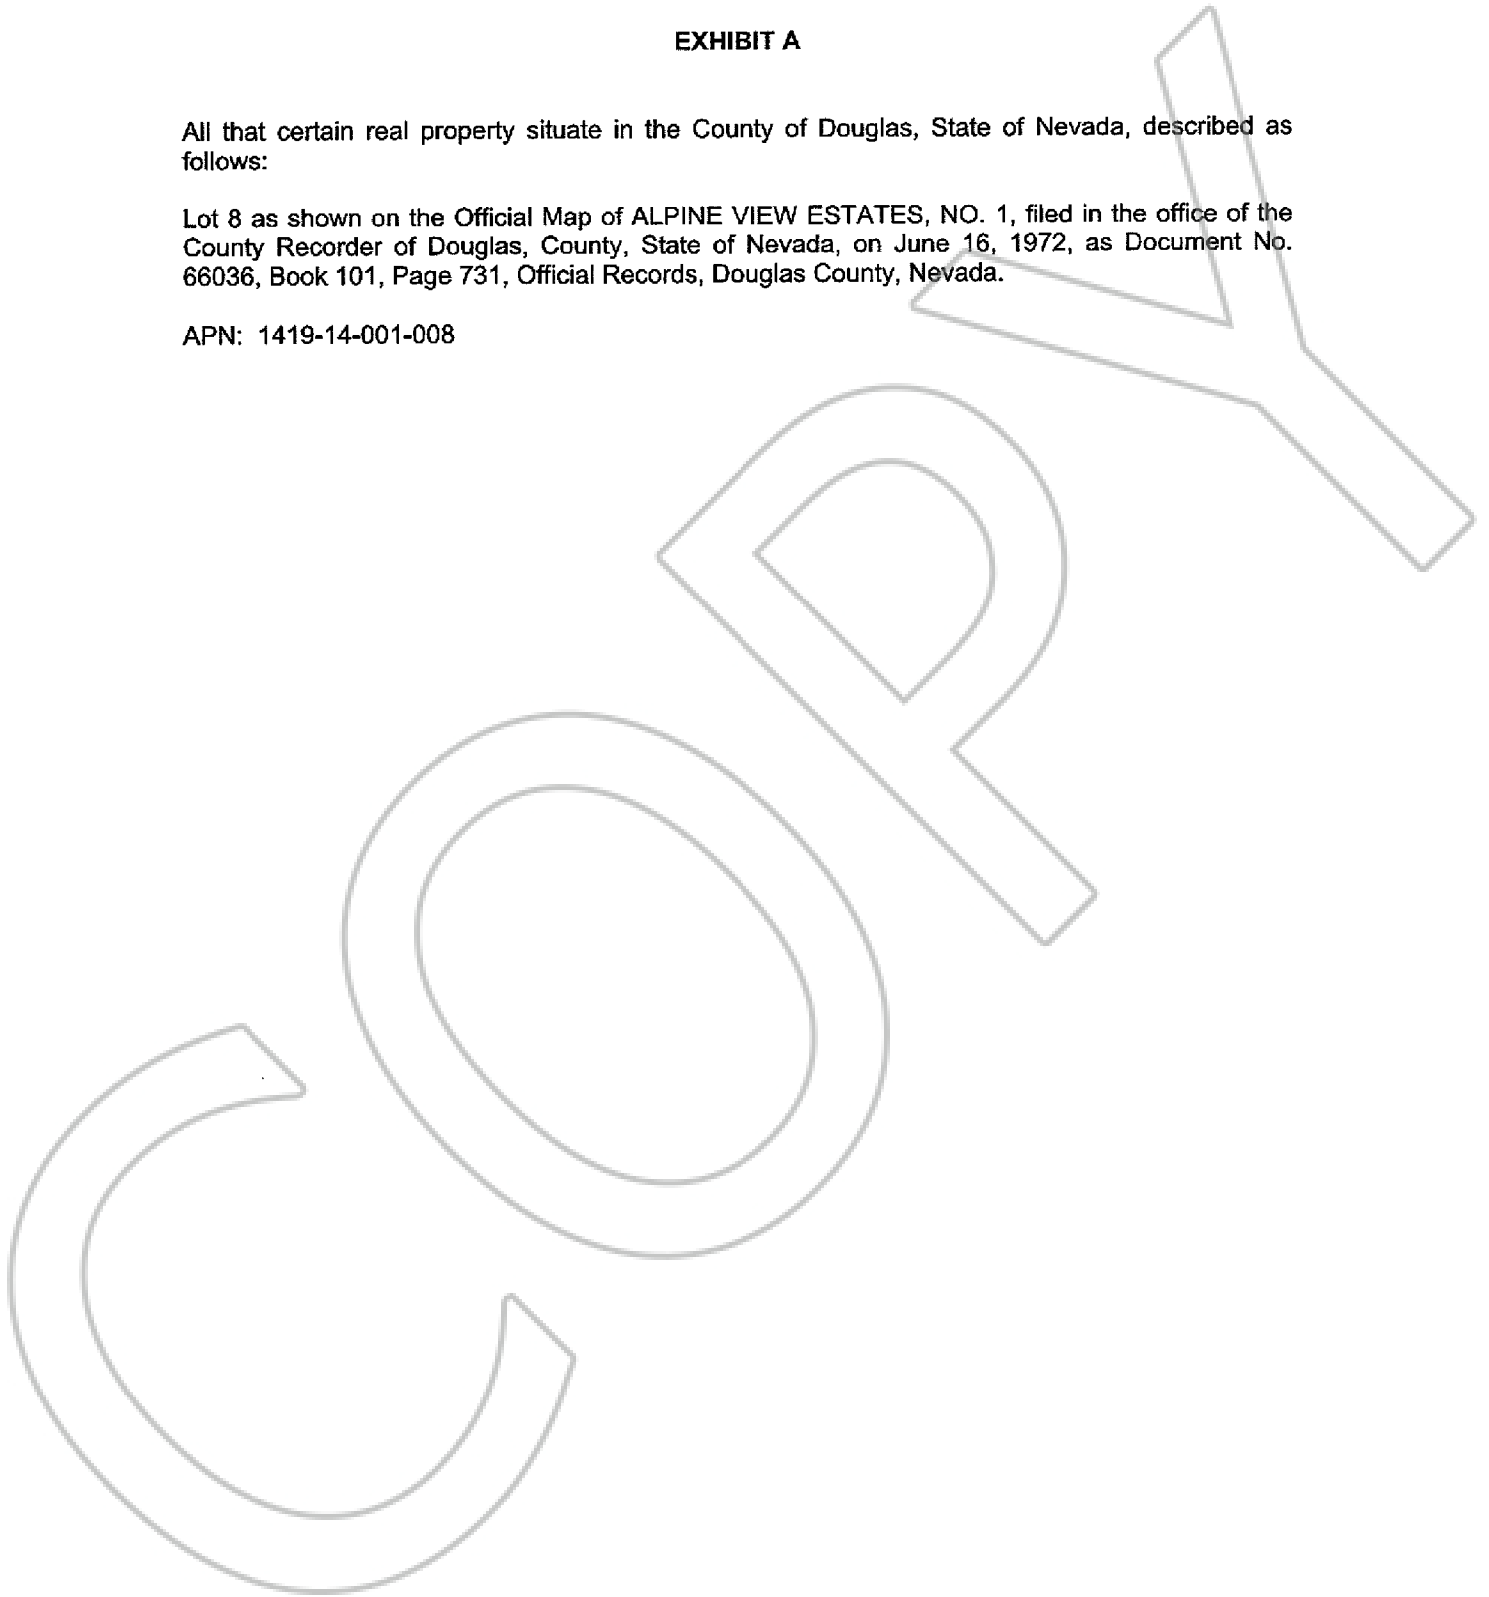 EXHIBIT A
All that certain real property situate in the County of Douglas, State of Nevada, described as
follows:
Lot 8 as shown on the Official Map of ALPINE VIEW ESTATES, NO. 1, filed in the office of the
County Recorder of Douglas, County, State of Nevada, on June 16, 1972, as Document No.
66036, Book 101, Page 731, Official Records, Douglas County, Nevada.
APN: 1419-14-001-008
COPY